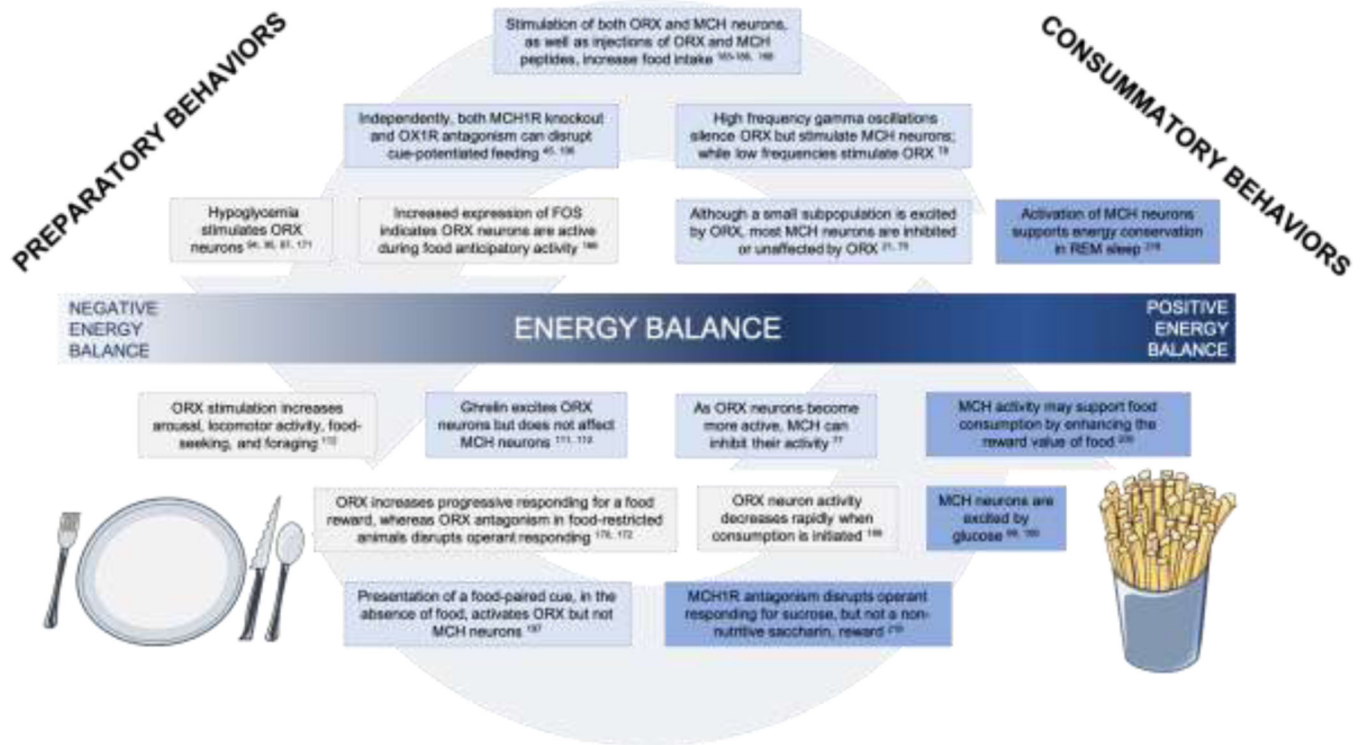 PREPARATORY BEHAVIORS
CONSUMMATORY BEHAVIORS
Stimulation of both ORX and MCH neurons,
as well as injections of ORX and MCH
peptides, increase food intake
Independently, both MCH1R knockout
and OX1R antagonism can disrupt
cue-potentiated feeding
High frequency gamma oscillations
silence ORX but stimulate MCH neurons;
while low frequencies stimulate ORX
Hypoglycemia
stimulates ORX
neurons
Increased expression of FOS
indicates ORX neurons are active
during food anticipatory activity
Although a small subpopulation is excited
by ORX, most MCH neurons are inhibited
or unaffected by ORX
Activation of MCH neurons
supports energy conservation
in REM sleep
NEGATIVE
ENERGY
BALANCE
ENERGY BALANCE
POSITIVE
ENERGY
BALANCE
ORX stimulation increases
arousal, locomotor activity, food-
seeking, and foraging
Ghrelin excites ORX
neurons but does not affect
MCH neurons
As ORX neurons become
more active, MCH can
inhibit their activity
MCH activity may support food
consumption by enhancing the
reward value of food
ORX increases progressive responding for a food
reward, whereas ORX antagonism in food-restricted
animals disrupts operant responding
ORX neuron activity
decreases rapidly when
consumption is initiated
MCH neurons are
excited by
glucose
Presentation of a food-paired cue, in the
absence of food, activates ORX but not
MCH neurons
MCH1R antagonism disrupts operant
responding for sucrose, but not a non-
nutritive saccharin, reward